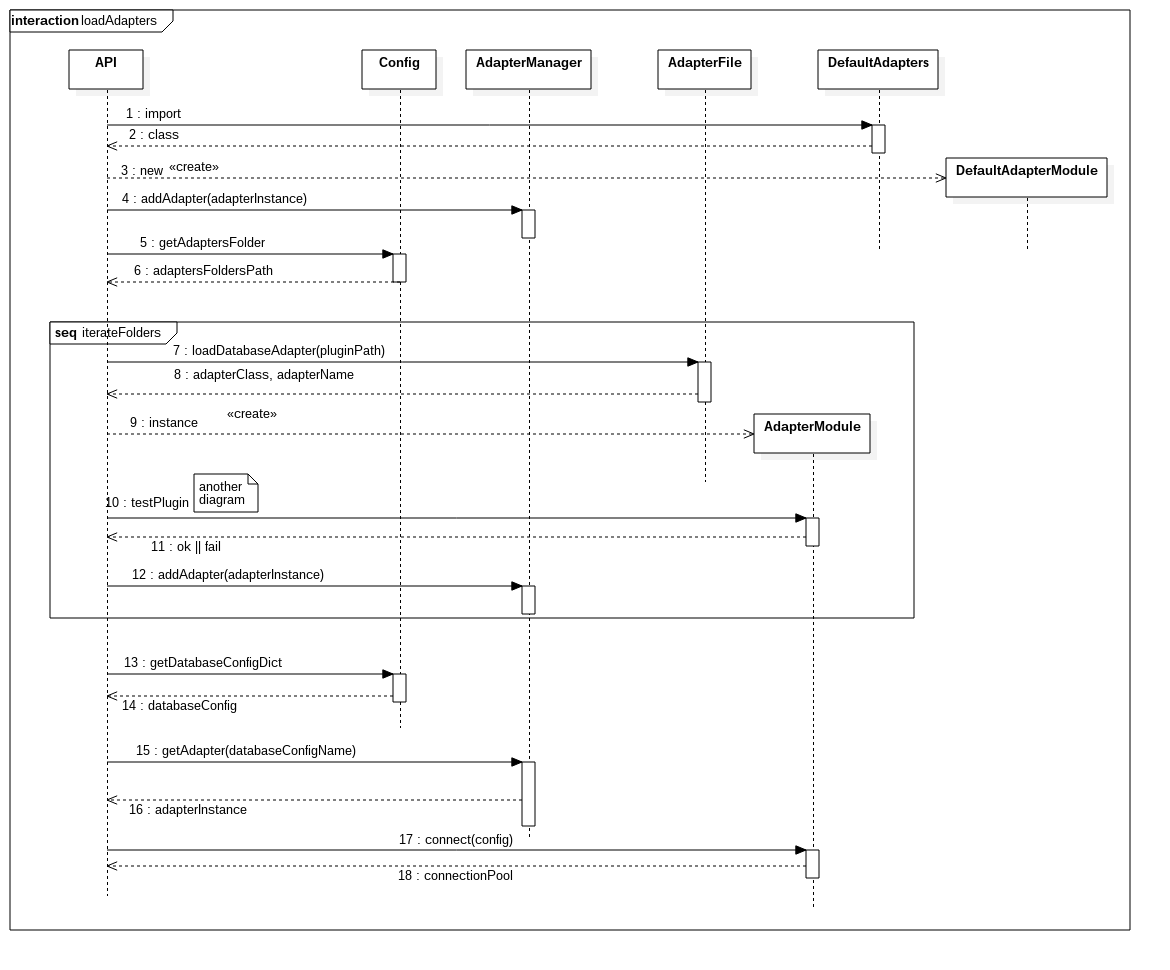 interaction loadAdapters
API
Config
AdapterManager
AdapterFile
DefaultAdapters
1 : import
2 : class
3 : new «create»
DefaultAdapterModule
4 : addAdapter(adapterInstance)
5 : getAdaptersFolder
6 : adaptersFoldersPath
seq iterateFolders
7 : loadDatabaseAdapter(pluginPath)
8 : adapterClass, adapterName
«create»
9 : instance
AdapterModule
another
diagram
10 : testPlugin
11 : ok || fail
12 : addAdapter(adapterInstance)
13 : getDatabaseConfigDict
14 : databaseConfig
15 : getAdapter(databaseConfigName)
16 : adapterInstance
17 : connect(config)
18 : connectionPool